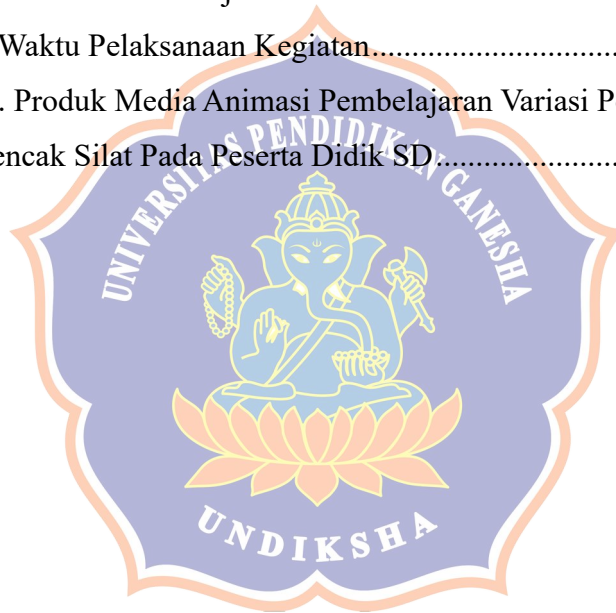 Waktu Pelaksanaan Kegiatan....................................
. Produk Media Animasi Pembelajaran Variasi P
encak Silat Pada Peserta Didik SD.........................
UNIVERSITAS PENDIDIKAN GANESHA
UNDIKSHA